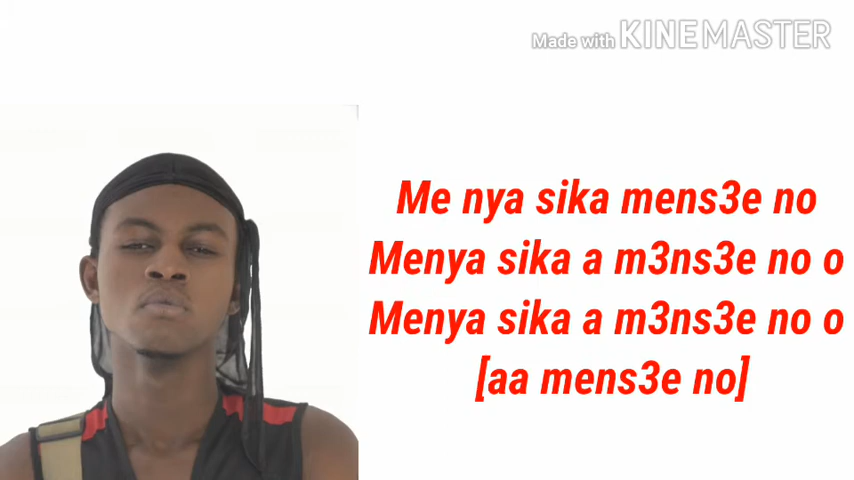 Made with KINEMASTER
Me nya sika mens3e no
Menya sika a m3ns3e no o
Menya sika a m3ns3e no o
[aa mens3e no]